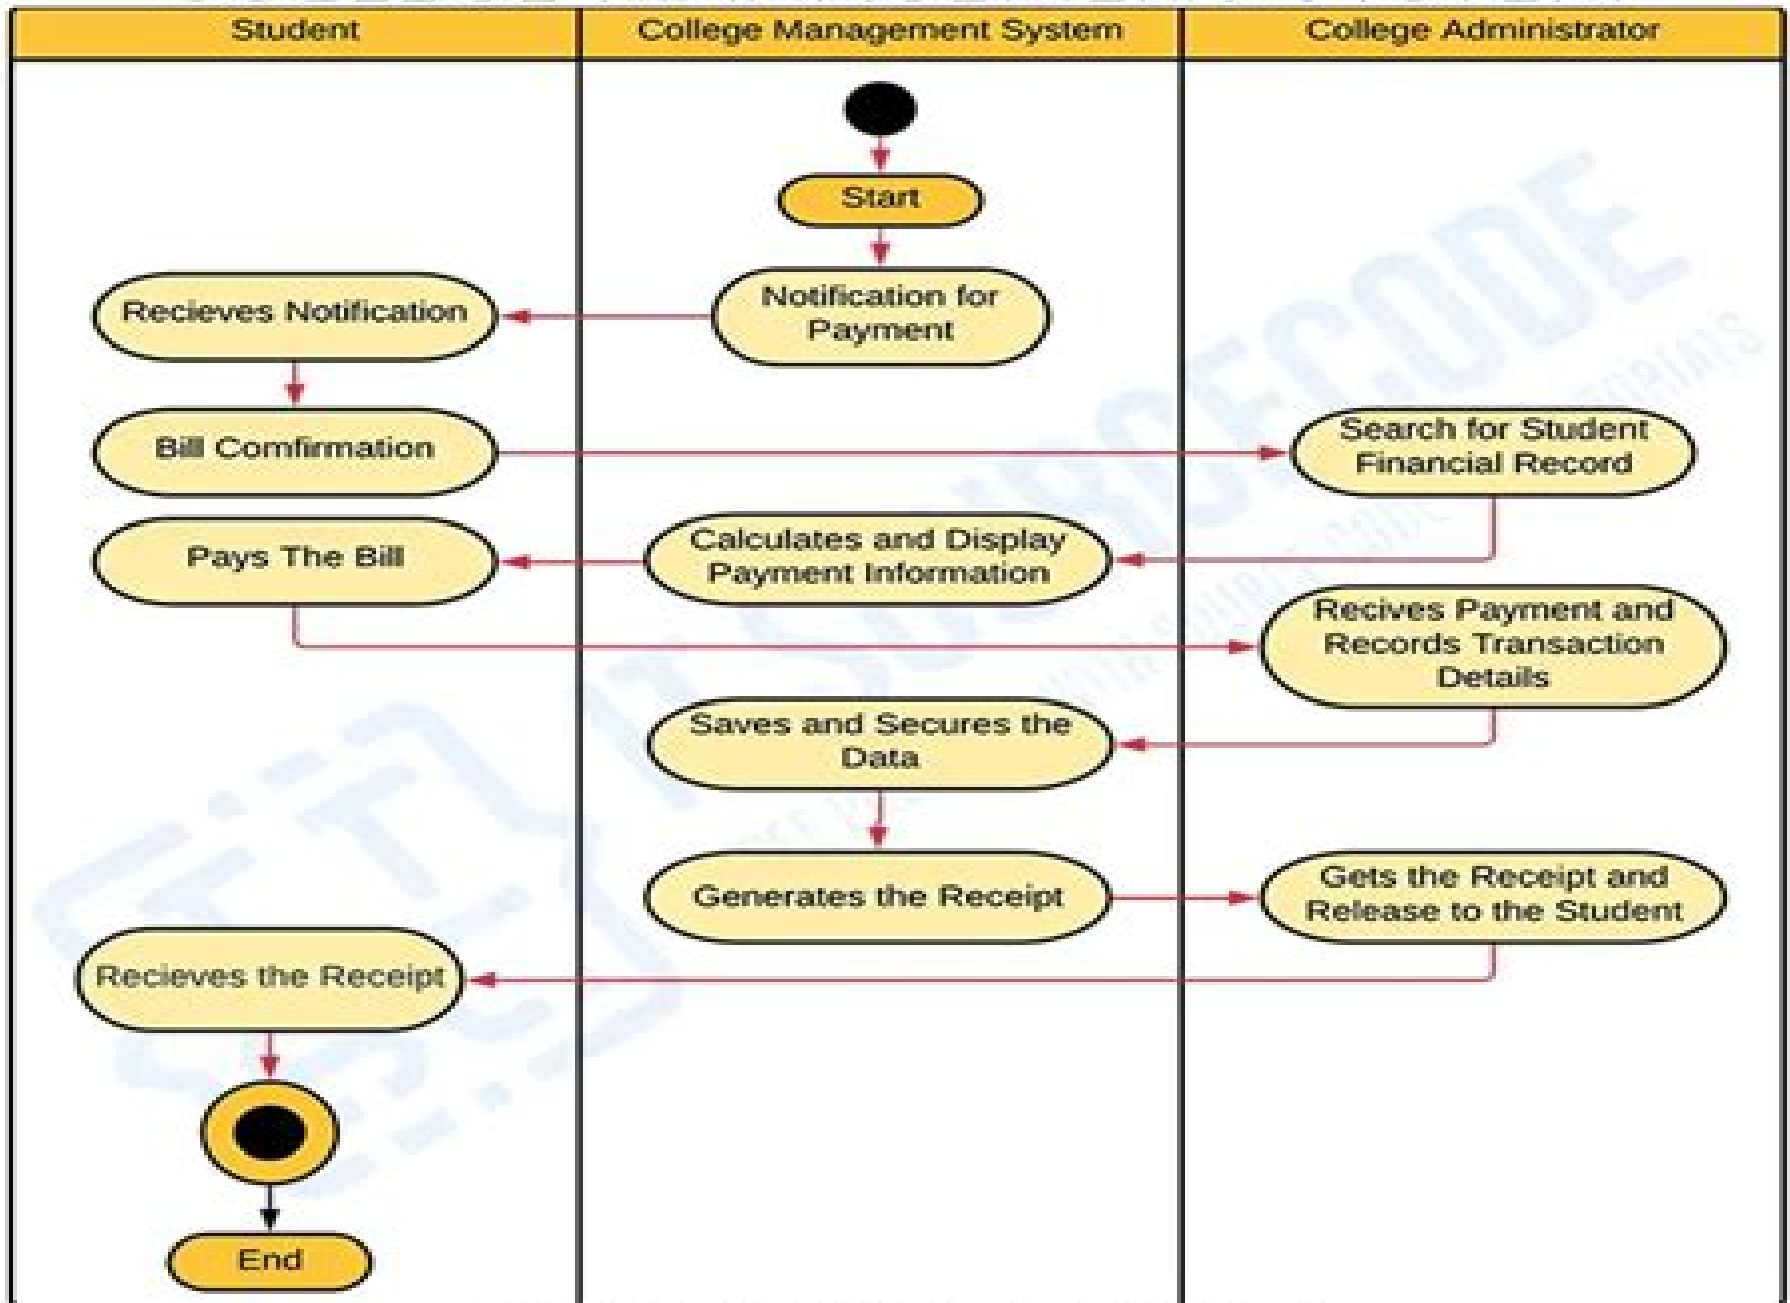 Student
College Management System
College Administrator
Start
Notification for
Payment
Recieves Notification
Bill Comfirmation
Search for Student
Financial Record
Calculates and Display
Payment Information
Pays The Bill
Recives Payment and
Records Transaction
Details
Saves and Secures the
Data
Generates the Receipt
Gets the Receipt and
Release to the Student
Recieves the Receipt
End
IT SOURCECODE